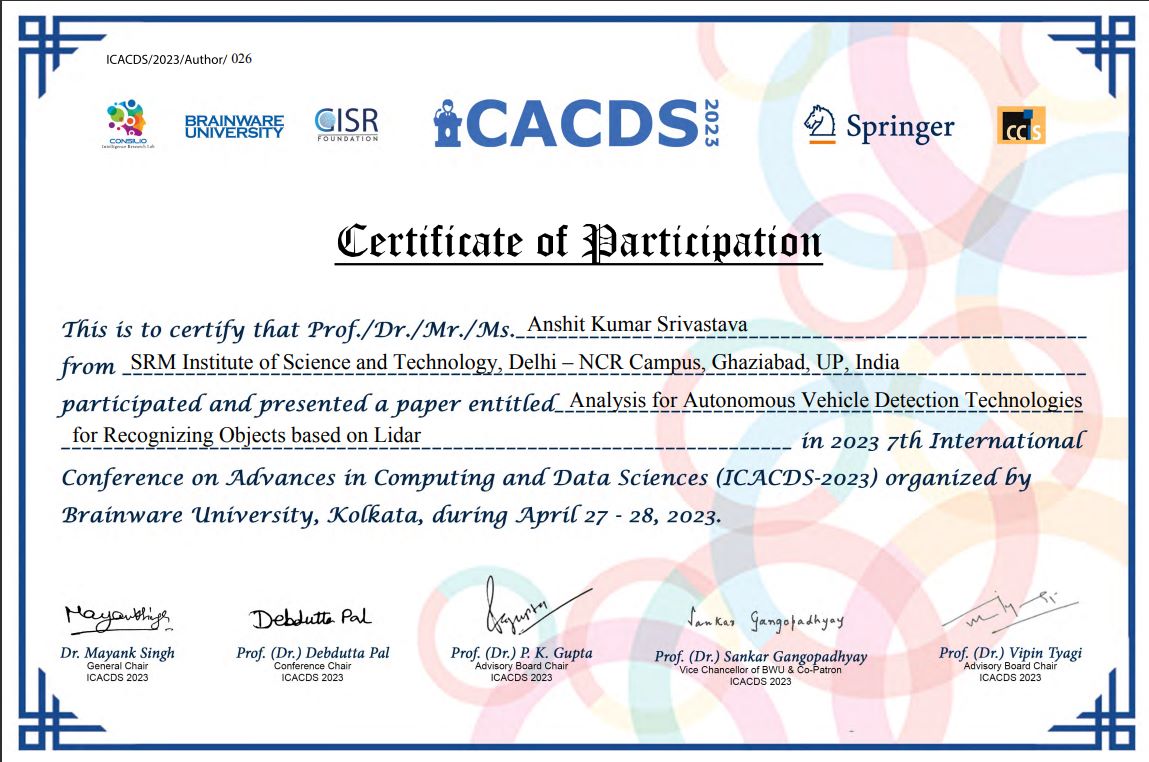 ICACDS/2023/Author/ 026
CONSILIO
Intelligence Research Lab
BRAINWARE
UNIVERSITY
GISR
FOUNDATION
iCACDS 2023
Springer
ccis
Certificate of Participation
This is to certify that Prof./Dr./Mr./Ms. Anshit Kumar Srivastava
from SRM Institute of Science and Technology, Delhi – NCR Campus, Ghaziabad, UP, India
participated and presented a paper entitled Analysis for Autonomous Vehicle Detection Technologies
for Recognizing Objects based on Lidar in 2023 7th International
Conference on Advances in Computing and Data Sciences (ICACDS-2023) organized by
Brainware University, Kolkata, during April 27 - 28, 2023.
Debdutta Pal
Sankar Gangopadhyay
Dr. Mayank Singh
General Chair
ICACDS 2023
Prof. (Dr.) Debdutta Pal
Conference Chair
ICACDS 2023
Prof. (Dr.) P. K. Gupta
Advisory Board Chair
ICACDS 2023
Prof. (Dr.) Sankar Gangopadhyay
Vice Chancellor of BWU & Co-Patron
ICACDS 2023
Prof. (Dr.) Vipin Tyagi
Advisory Board Chair
ICACDS 2023